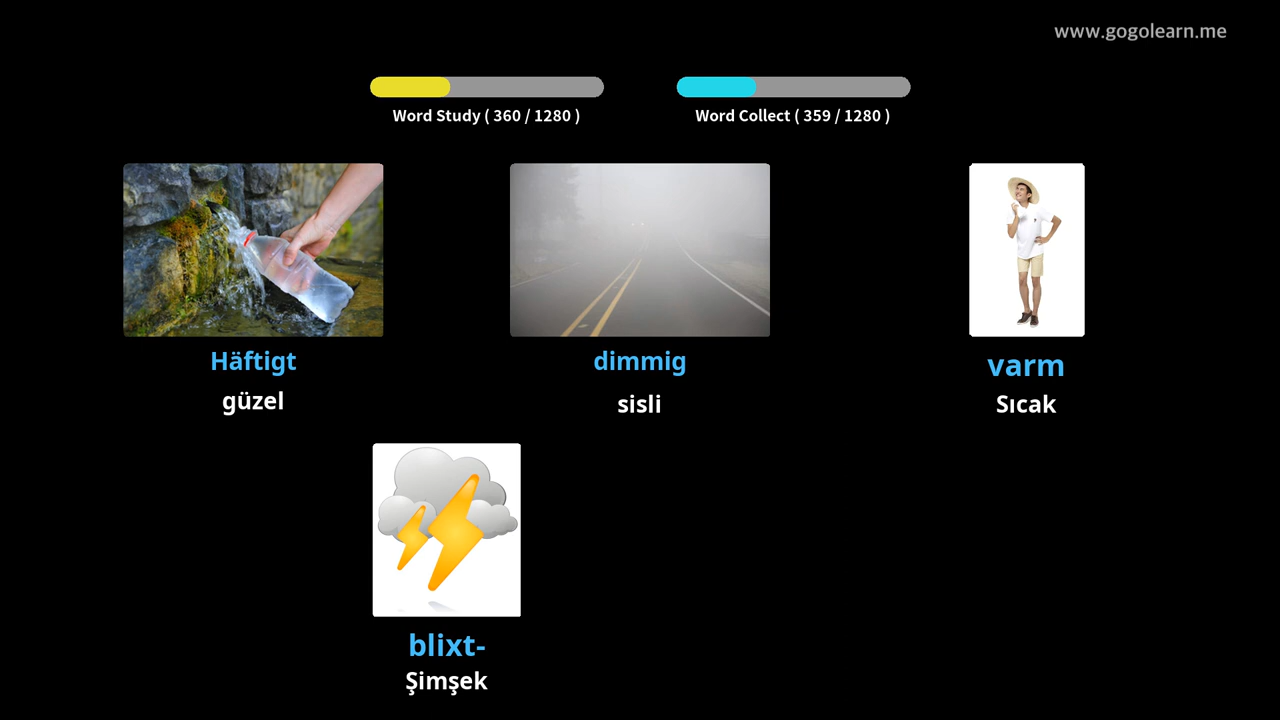 www.gogolearn.me
Word Study ( 360 / 1280 )
Word Collect ( 359 / 1280 )
Häftigt
dimmig
varm
güzel
sisli
Sıcak
blixt-
Şimşek